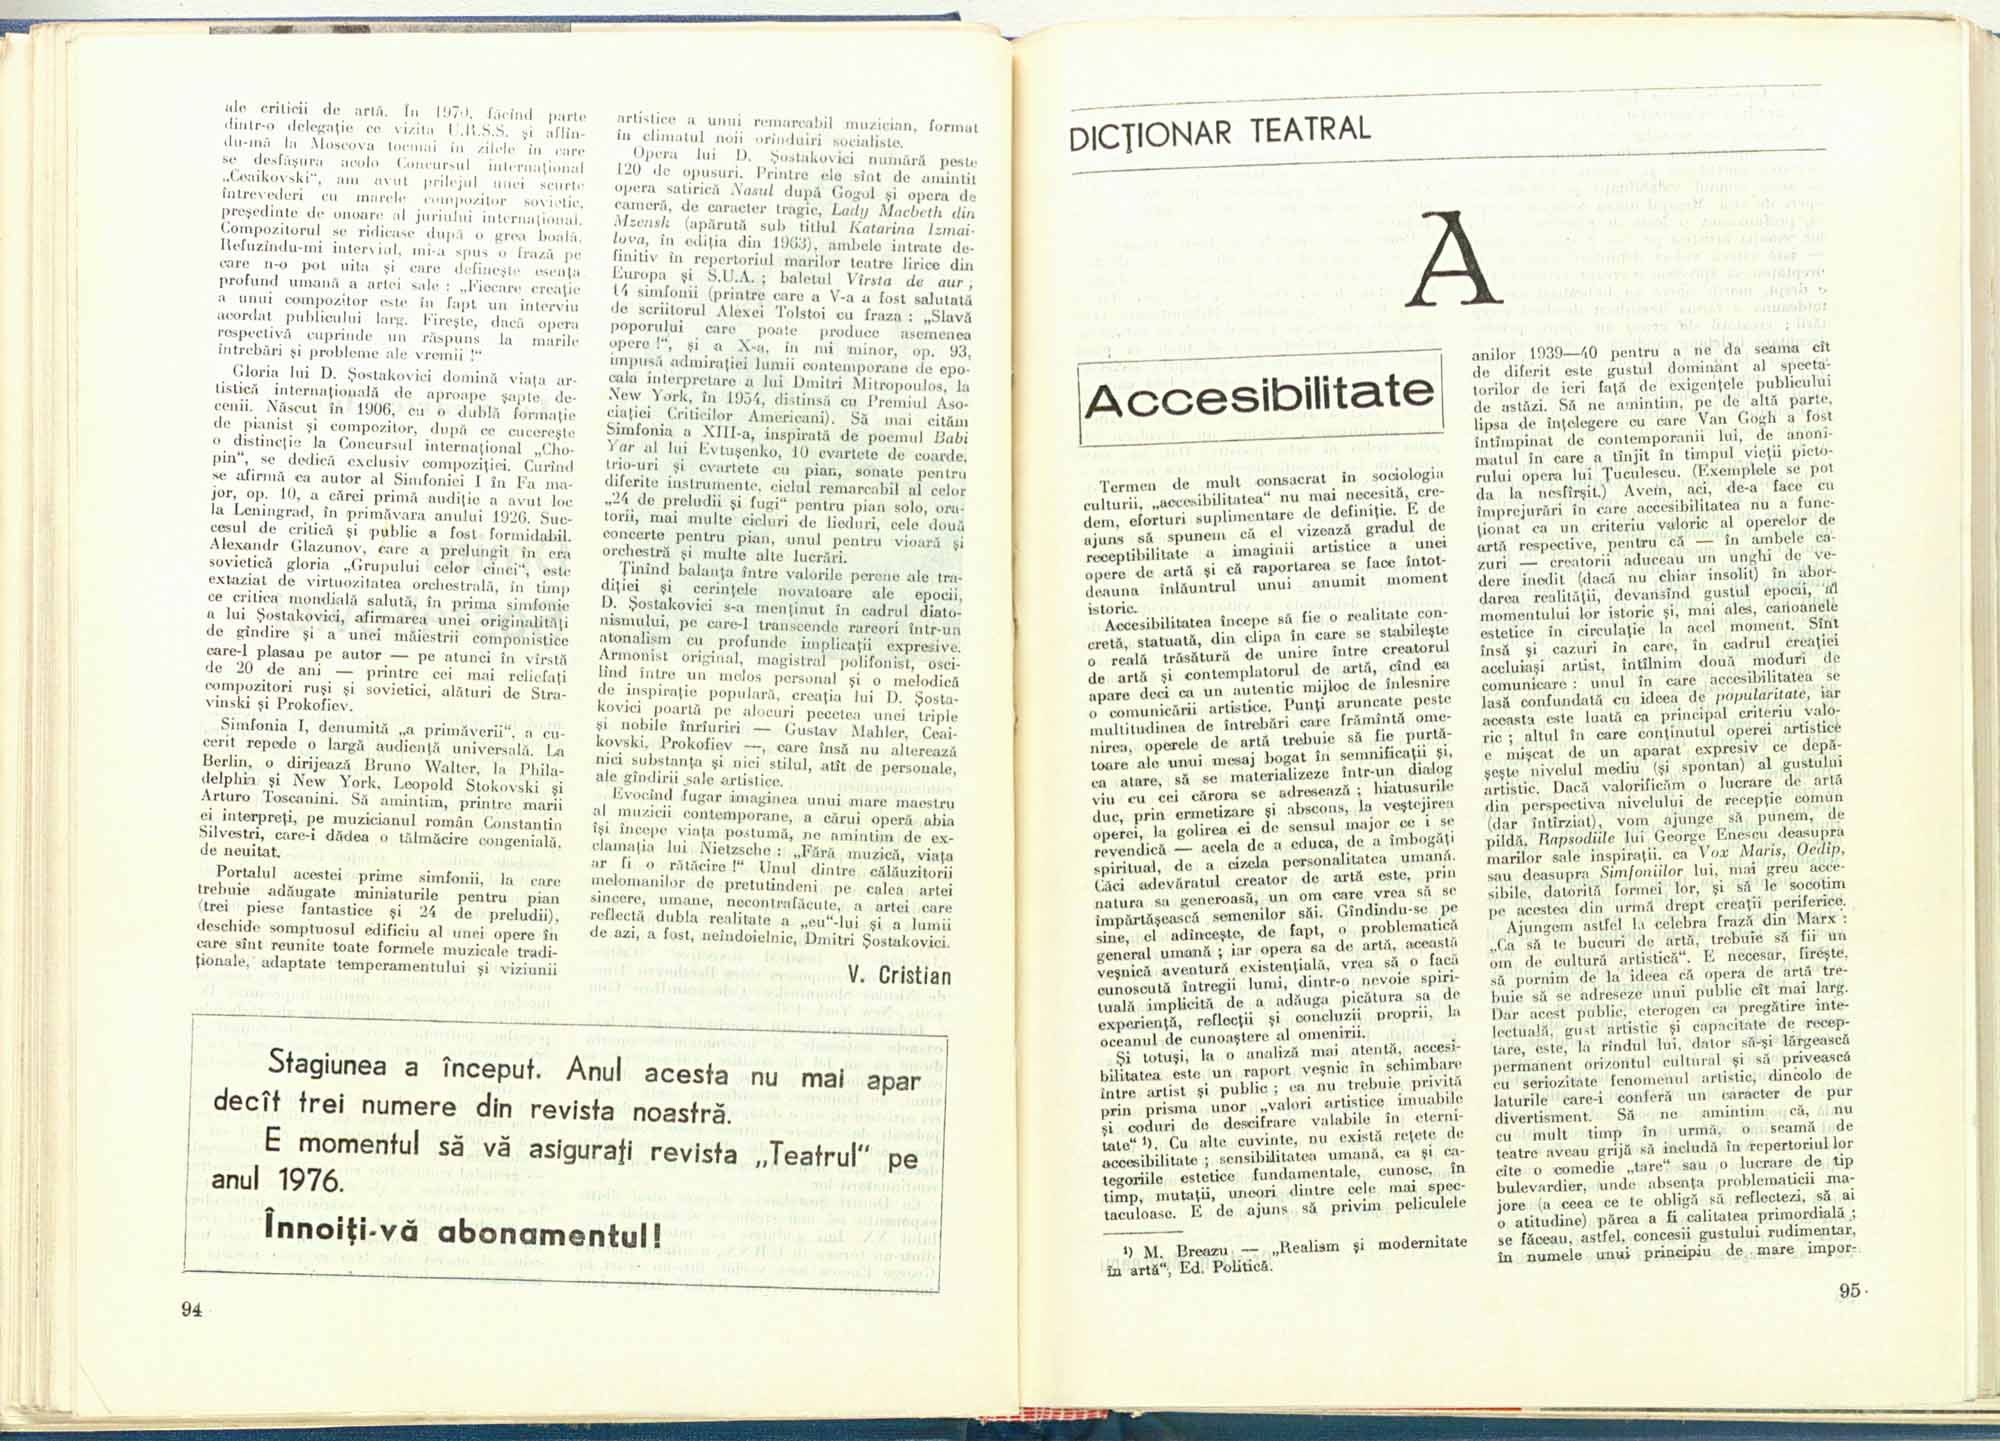 ale criticii de artă. În 1970, făcînd parte
dintr-o delegaţie ce vizita U.R.S.S. şi aflîn-
du-mă la Moscova tocmai în zilele în care
se desfăşura acolo Concursul internaţional
„Ceaikovski“, am avut prilejul unei scurte
întrevederi cu marele compozitor sovietic,
preşedinte de onoare al juriului internaţional.
Compozitorul se ridicase după o grea boală.
Refuzîndu-mi interviul, mi-a spus o frază pe
care n-o pot uita şi care defineşte esenţa
profund umană a artei sale : „Fiecare creaţie
a unui compozitor este în fapt un interviu
acordat publicului larg. Fireşte, dacă opera
respectivă cuprinde un răspuns la marile
întrebări şi probleme ale vremii !“
Gloria lui D. Şostakovici domină viaţa ar-
tistică internaţională de aproape şapte de-
cenii. Născut în 1906, cu o dublă formaţie
de pianist şi compozitor, după ce cucereşte
o distincţie la Concursul internaţional „Cho-
pin“, se dedică exclusiv compoziţiei. Curînd
se afirmă ca autor al Simfoniei I în Fa ma-
jor, op. 10, a cărei primă audiţie a avut loc
la Leningrad, în primăvara anului 1926. Suc-
cesul de critică şi public a fost formidabil.
Alexandr Glazunov, care a prelungit în era
sovietică gloria „Grupului celor cinci“, este
extaziat de virtuozitatea orchestrală, în timp
ce critica mondială salută, în prima simfonie
a lui Şostakovici, afirmarea unei originalităţi
de gîndire şi a unei măiestrii componistice
care-l plasau pe autor — pe atunci în vîrstă
de 20 de ani — printre cei mai reliefaţi
compozitori ruşi şi sovietici, alături de Stra-
vinski şi Prokofiev.
Simfonia I, denumită „a primăverii“, a cu-
cerit repede o largă audienţă universală. La
Berlin, o dirijează Bruno Walter, la Phila-
delphia şi New York, Leopold Stokovski şi
Arturo Toscanini. Să amintim, printre marii
ei interpreţi, pe muzicianul român Constantin
Silvestri, care-i dădea o tălmăcire congenială,
de neuitat.
Portalul acestei prime simfonii, la care
trebuie adăugate miniaturile pentru pian
(trei piese fantastice şi 24 de preludii),
deschide somptuosul edificiu al unei opere în
care sînt reunite toate formele muzicale tradi-
ţionale, adaptate temperamentului şi viziunii
artistice a unui remarcabil muzician, format
în climatul noii orînduiri socialiste.
Opera lui D. Şostakovici numără peste
120 de opusuri. Printre ele sînt de amintit
opera satirică Nasul după Gogol şi opera de
cameră, de caracter tragic, Lady Macbeth din
Mzensk (apărută sub titlul Katarina Izmai-
lova, în ediţia din 1963), ambele intrate de-
finitiv în repertoriul marilor teatre lirice din
Europa şi S.U.A. ; baletul Vîrsta de aur ;
14 simfonii (printre care a V-a a fost salutată
de scriitorul Alexei Tolstoi cu fraza : „Slavă
poporului care poate produce asemenea
opere !“, şi a X-a, în mi minor, op. 93,
impusă admiraţiei lumii contemporane de epo-
cala interpretare a lui Dmitri Mitropoulos, la
New York, în 1954, distinsă cu Premiul Aso-
ciaţiei Criticilor Americani). Să mai cităm
Simfonia a XIII-a, inspirată de poemul Babi
Yar al lui Evtuşenko, 10 cvartete de coarde,
trio-uri şi cvartete cu pian, sonate pentru
diferite instrumente, ciclul remarcabil al celor
„24 de preludii şi fugi“ pentru pian solo, ora-
torii, mai multe cicluri de lieduri, cele două
concerte pentru pian, unul pentru vioară şi
orchestră şi multe alte lucrări.
Ţinînd balanţa între valorile perene ale tra-
diţiei şi cerinţele novatoare ale epocii,
D. Şostakovici s-a menţinut în cadrul diato-
nismului, pe care-l transcende rareori într-un
atonalism cu profunde implicaţii expresive.
Armonist original, magistral polifonist, osci-
lînd între un melos personal şi o melodică
de inspiraţie populară, creaţia lui D. Şosta-
kovici poartă pe alocuri pecetea unei triple
şi nobile înrîuriri — Gustav Mahler, Ceai-
kovski, Prokofiev —, care însă nu alterează
nici substanţa şi nici stilul, atît de personale,
ale gîndirii sale artistice.
Evocînd fugar imaginea unui mare maestru
al muzicii contemporane, a cărui operă abia
îşi începe viaţa postumă, ne amintim de ex-
clamaţia lui Nietzsche : „Fără muzică, viaţa
ar fi o rătăcire !“ Unul dintre călăuzitorii
melomanilor de pretutindeni pe calea artei
sincere, umane, necontrafăcute, a artei care
reflectă dubla realitate a „eu“-lui şi a lumii
de azi, a fost, neîndoielnic, Dmitri Şostakovici.
V. Cristian
Stagiunea a început. Anul acesta nu mai apar
decît trei numere din revista noastră.
E momentul să vă asiguraţi revista „Teatrul“ pe
anul 1976.
Înnoiţi-vă abonamentul!
94
DICŢIONAR TEATRAL
A
Accesibilitate
Termen de mult consacrat în sociologia
culturii, „accesibilitatea“ nu mai necesită, cre-
dem, eforturi suplimentare de definiţie. E de
ajuns să spunem că el vizează gradul de
receptibilitate a imaginii artistice a unei
opere de artă şi că raportarea se face întot-
deauna înlăuntrul unui anumit moment
istoric.
Accesibilitatea începe să fie o realitate con-
cretă, statuată, din clipa în care se stabileşte
o reală trăsătură de unire între creatorul
de artă şi contemplatorul de artă, cînd ea
apare deci ca un autentic mijloc de înlesnire
o comunicării artistice. Punţi aruncate peste
multitudinea de întrebări care frămîntă ome-
nirea, operele de artă trebuie să fie purtă-
toare ale unui mesaj bogat în semnificaţii şi,
ca atare, să se materializeze într-un dialog
viu cu cei cărora se adresează ; hiatusurile
duc, prin ermetizare şi abscons, la veştejirea
operei, la golirea ei de sensul major ce i se
revendică — acela de a educa, de a îmbogăţi
spiritual, de a cizela personalitatea umană.
Căci adevăratul creator de artă este, prin
natura sa generoasă, un om care vrea să se
împărtăşească semenilor săi. Gîndindu-se pe
sine, el adînceşte, de fapt, o problematică
general umană ; iar opera sa de artă, această
veşnică aventură existenţială, vrea să o facă
cunoscută întregii lumi, dintr-o nevoie spiri-
tuală implicită de a adăuga picătura sa de
experienţă, reflecţii şi concluzii proprii, la
oceanul de cunoaştere al omenirii.
Şi totuşi, la o analiză mai atentă, accesi-
bilitatea este un raport veşnic în schimbare
între artist şi public ; ea nu trebuie privită
prin prisma unor „valori artistice imuabile
şi coduri de descifrare valabile în eterni-
tate“ ¹). Cu alte cuvinte, nu există reţete de
accesibilitate ; sensibilitatea umană, ca şi ca-
tegoriile estetice fundamentale, cunosc, în
timp, mutaţii, uneori dintre cele mai spec-
taculoase. E de ajuns să privim peliculele
¹) M. Breazu — „Realism şi modernitate
în artă“, Ed. Politică.
anilor 1939—40 pentru a ne da seama cît
de diferit este gustul dominant al specta-
torilor de ieri faţă de exigenţele publicului
de astăzi. Să ne amintim, pe de altă parte,
lipsa de înţelegere cu care Van Gogh a fost
întîmpinat de contemporanii lui, de anoni-
matul în care a tînjit în timpul vieţii picto-
rului opera lui Ţuculescu. (Exemplele se pot
da la nesfîrşit.) Avem, aci, de-a face cu
împrejurări în care accesibilitatea nu a func-
ţionat ca un criteriu valoric al operelor de
artă respective, pentru că — în ambele ca-
zuri — creatorii aduceau un unghi de ve-
dere inedit (dacă nu chiar insolit) în abor-
darea realităţii, devansînd gustul epocii, al
momentului lor istoric şi, mai ales, canoanele
estetice în circulaţie la acel moment. Sînt
însă şi cazuri în care, în cadrul creaţiei
aceluiaşi artist, întîlnim două moduri de
comunicare : unul în care accesibilitatea se
lasă confundată cu ideea de popularitate, iar
aceasta este luată ca principal criteriu valo-
ric ; altul în care conţinutul operei artistice
e mişcat de un aparat expresiv ce depă-
şeşte nivelul mediu (şi spontan) al gustului
artistic. Dacă valorificăm o lucrare de artă
din perspectiva nivelului de recepţie comun
(dar întîrziat), vom ajunge să punem, de
pildă, Rapsodiile lui George Enescu deasupra
marilor sale inspiraţii, ca Vox Maris, Oedip,
sau deasupra Simfoniilor lui, mai greu acce-
sibile, datorită formei lor, şi să le socotim
pe acestea din urmă drept creaţii periferice.
Ajungem astfel la celebra frază din Marx :
„Ca să te bucuri de artă, trebuie să fii un
om de cultură artistică“. E necesar, fireşte,
să pornim de la ideea că opera de artă tre-
buie să se adreseze unui public cît mai larg.
Dar acest public, eterogen ca pregătire inte-
lectuală, gust artistic şi capacitate de recep-
tare, este, la rîndul lui, dator să-şi lărgească
permanent orizontul cultural şi să privească
cu seriozitate fenomenul artistic, dincolo de
laturile care-i conferă un caracter de pur
divertisment. Să ne amintim că, nu
cu mult timp în urmă, o seamă de
teatre aveau grijă să includă în repertoriul lor
cîte o comedie „tare“ sau o lucrare de tip
bulevardier, unde absenţa problematicii ma-
jore (a ceea ce te obligă să reflectezi, să ai
o atitudine) părea a fi calitatea primordială ;
se făceau, astfel, concesii gustului rudimentar,
în numele unui principiu de mare impor-
95